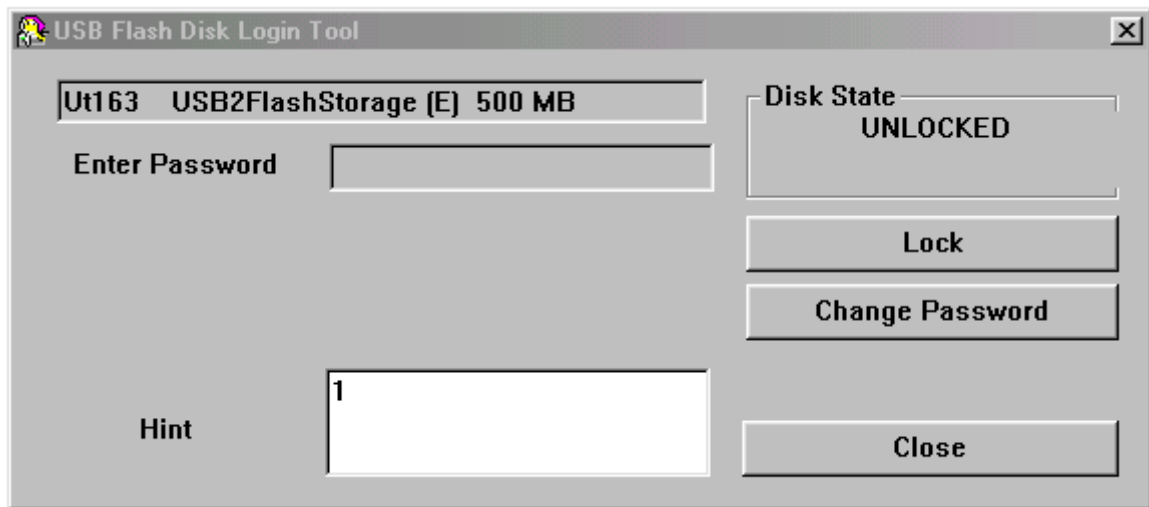 USB Flash Disk Login Tool
Ut163 USB2FlashStorage (E) 500 MB
Disk State
UNLOCKED
Enter Password
Lock
Change Password
Hint
1
Close